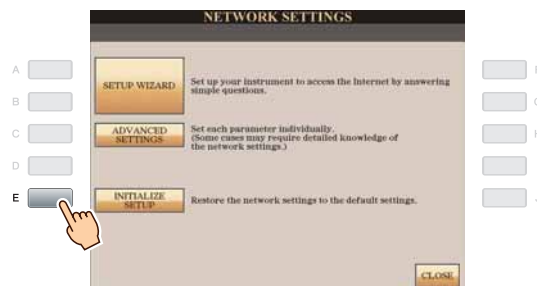 NETWORK SETTINGS
A
B
C
D
E
SETUP WIZARD
Set up your instrument to access the Internet by answering
simple questions.
ADVANCED
SETTINGS
Set each parameter individually.
(Some cases may require detailed knowledge of
the network settings.)
INITIALIZE
SETUP
Restore the network settings to the default settings.
CLOSE